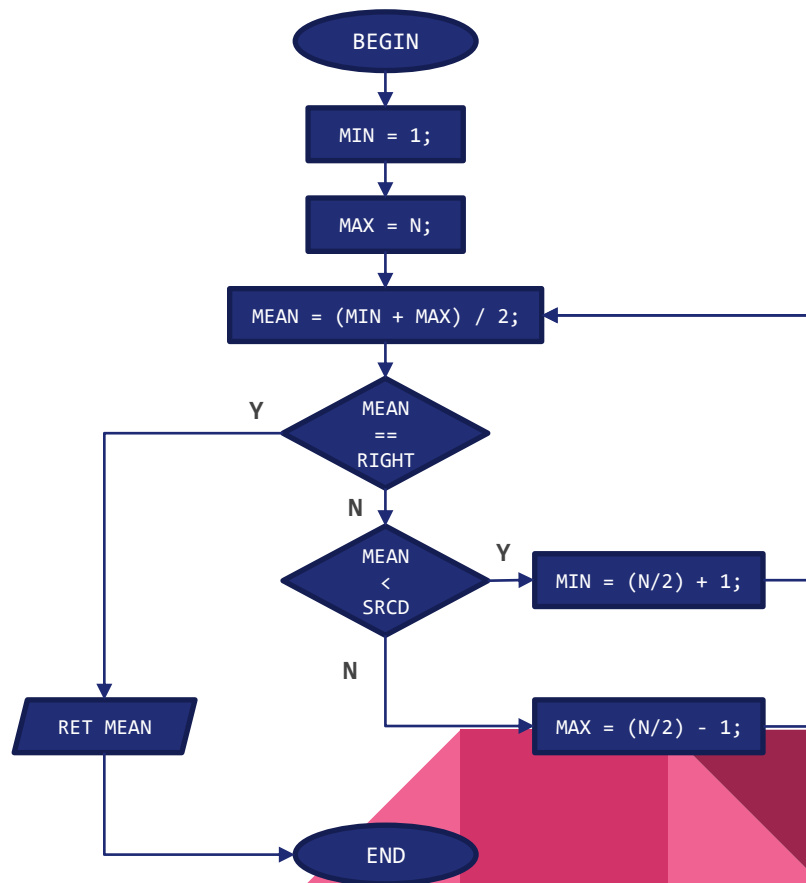 BEGIN
MIN = 1;
MAX = N;
MEAN = (MIN + MAX) / 2;
Y
MEAN
==
RIGHT
N
MEAN
<
SRCD
Y
MIN = (N/2) + 1;
N
RET MEAN
MAX = (N/2) - 1;
END